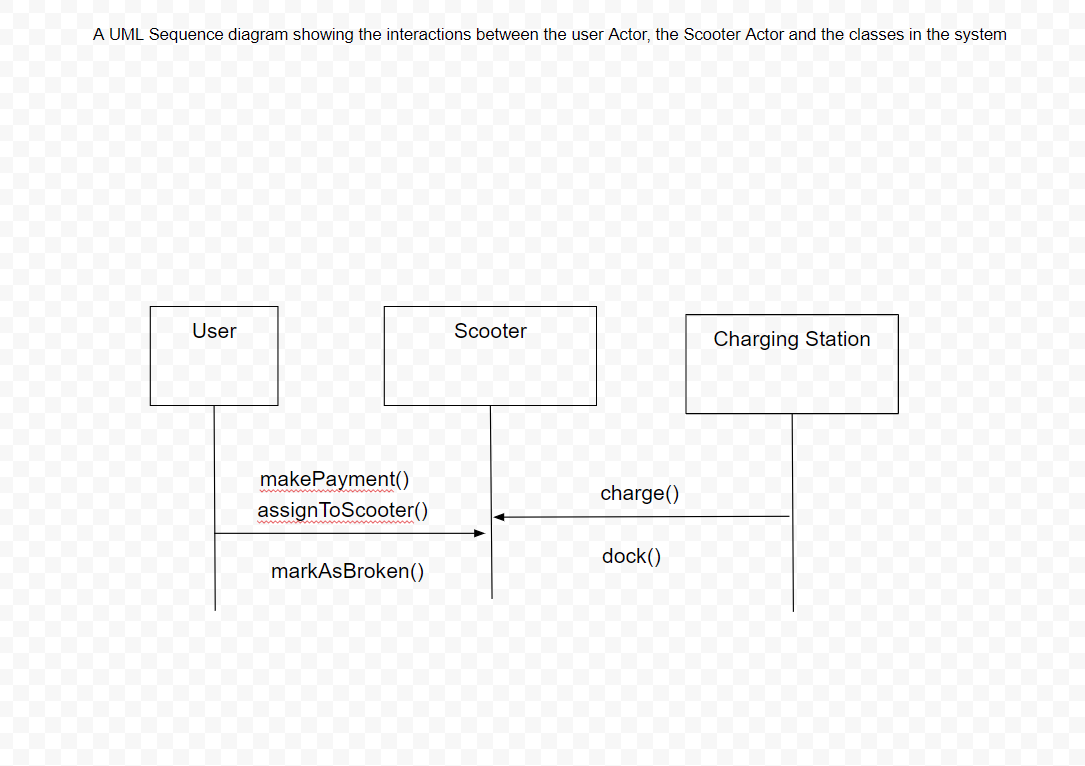 A UML Sequence diagram showing the interactions between the user Actor, the Scooter Actor and the classes in the system
User
Scooter
Charging Station
makePayment()
assignToScooter()
charge()
markAsBroken()
dock()